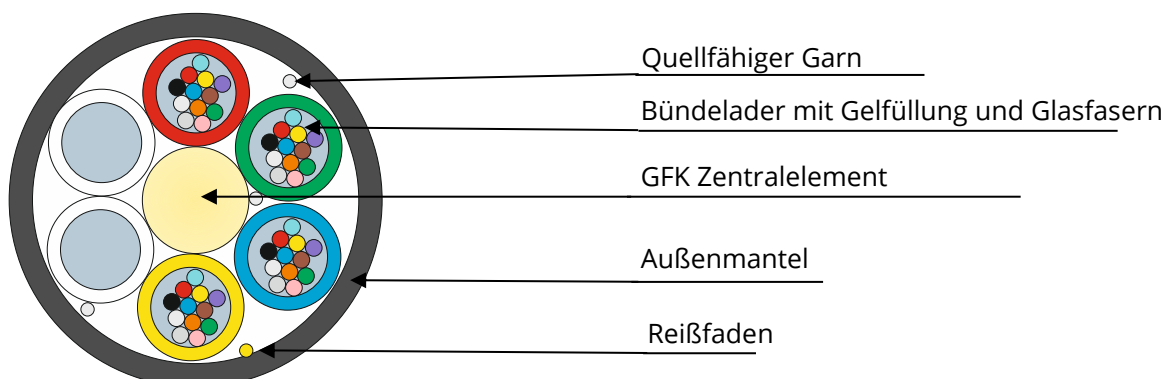 Quellfähiger Garn
Bündelader mit Gelfüllung und Glasfasern
GFK Zentralelement
Außenmantel
Reißfaden